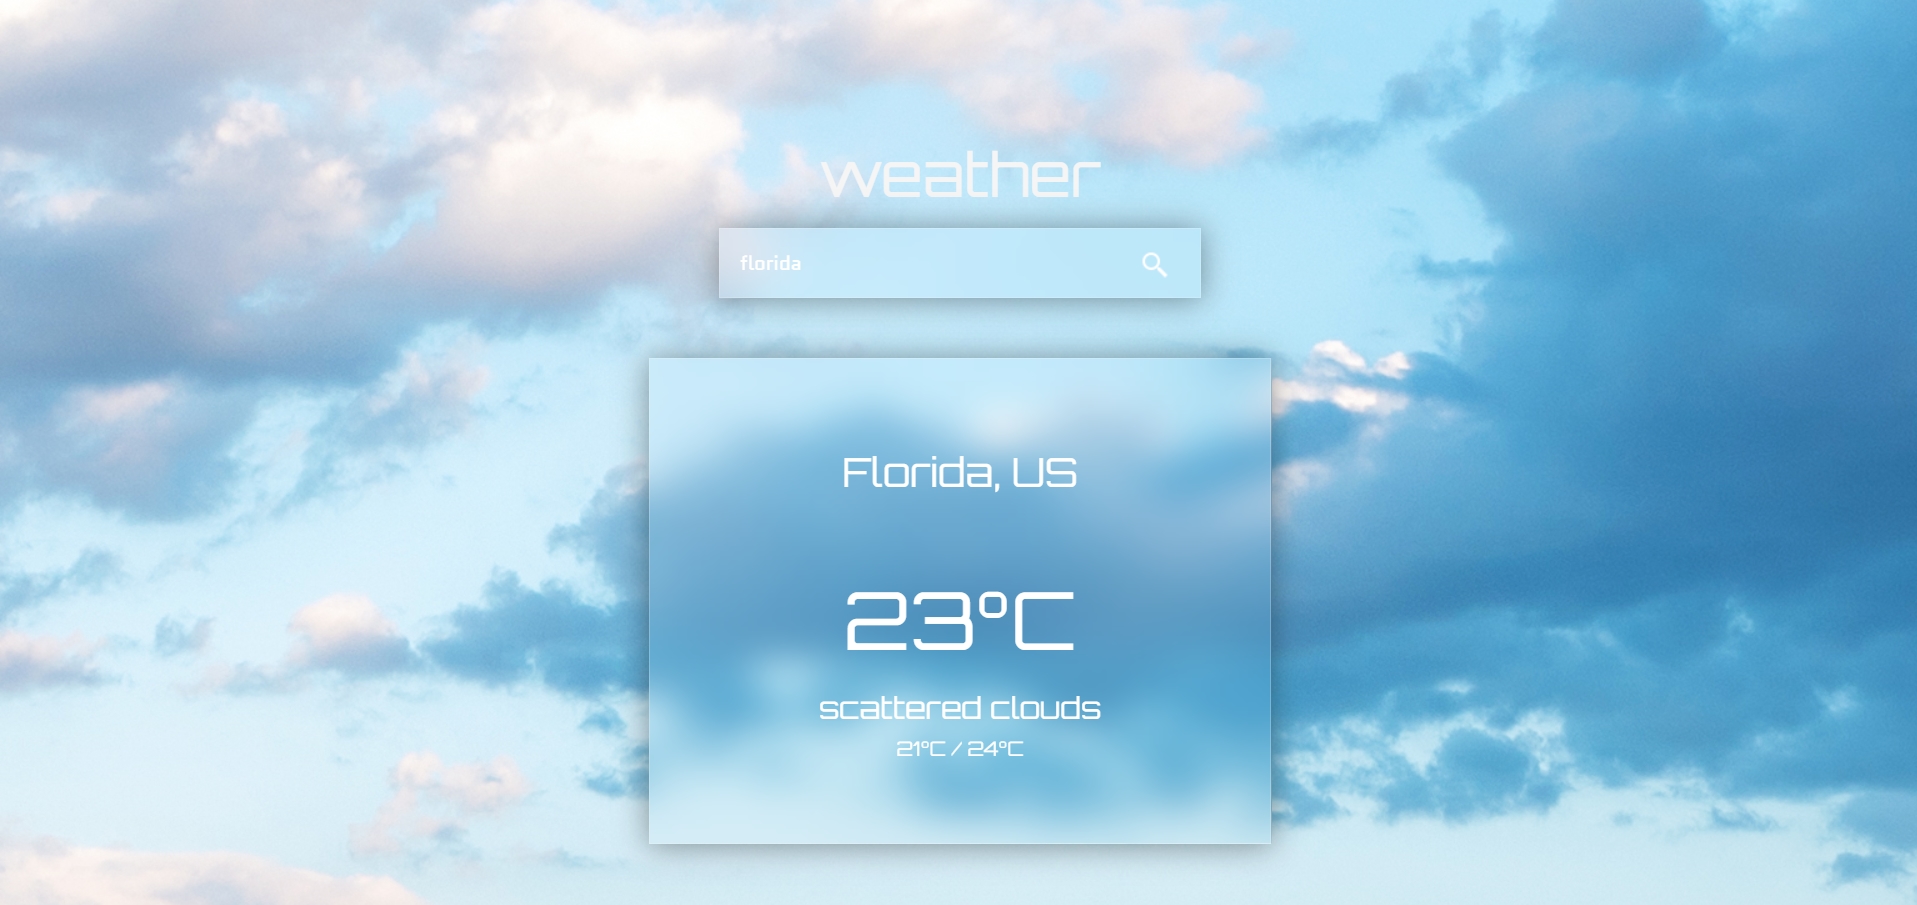 weather
florida
Florida, US
23°C
scattered clouds
21°C / 24°C